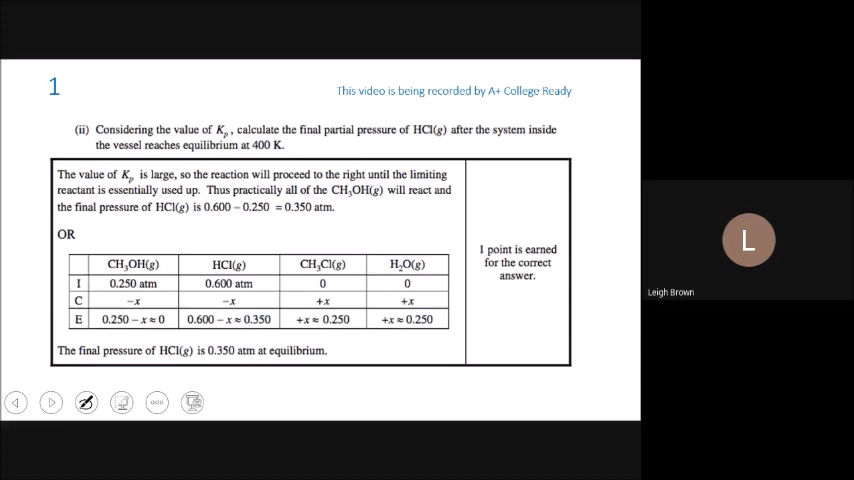 1
This video is being recorded by A+ College Ready
(ii) Considering the value of Kp, calculate the final partial pressure of HCl(g) after the system inside
the vessel reaches equilibrium at 400 K.
The value of Kp is large, so the reaction will proceed to the right until the limiting
reactant is essentially used up. Thus practically all of the CH3OH(g) will react and
the final pressure of HCl(g) is 0.600 – 0.250 = 0.350 atm.
OR
CH3OH(g) HCl(g) CH3Cl(g) H2O(g)
I 0.250 atm 0.600 atm 0 0
C –x –x +x +x
E 0.250 – x ≈ 0 0.600 – x ≈ 0.350 +x ≈ 0.250 +x ≈ 0.250
The final pressure of HCl(g) is 0.350 atm at equilibrium.
1 point is earned
for the correct
answer.
L
Leigh Brown